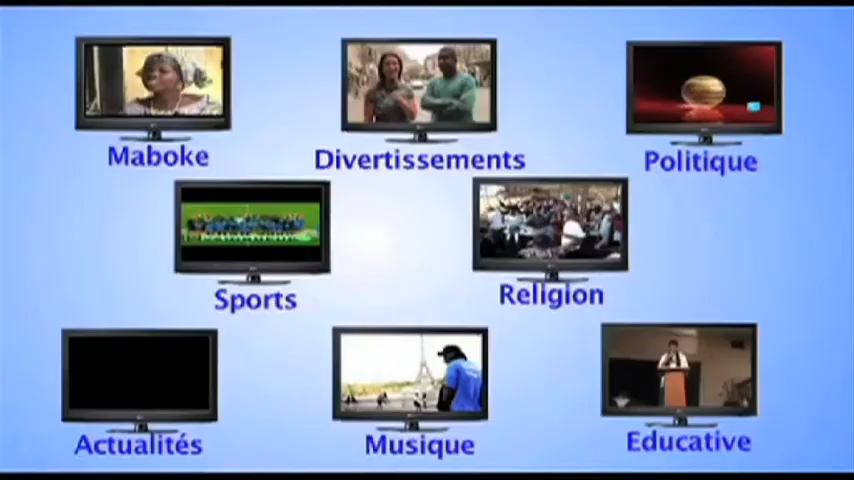 Maboke
Divertissements
Politique
Sports
Religion
Actualités
Musique
Educative